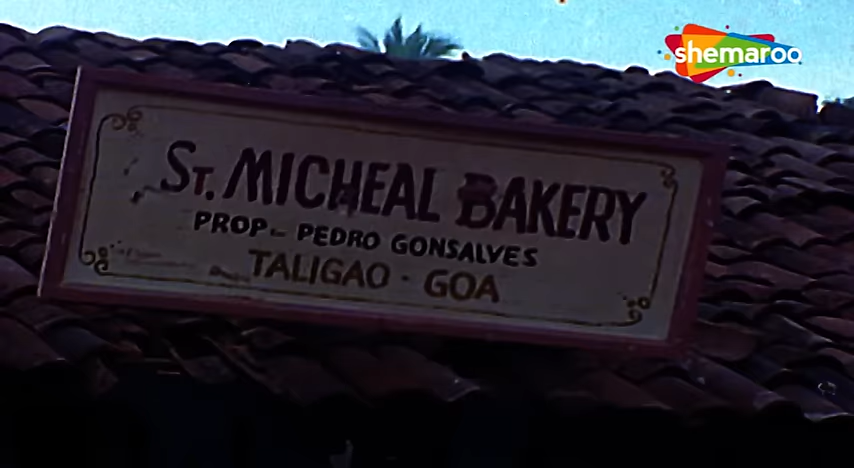 shemaroo
ST. MICHEAL BAKERY
PROP - PEDRO GONSALVES
TALIGAO · GOA